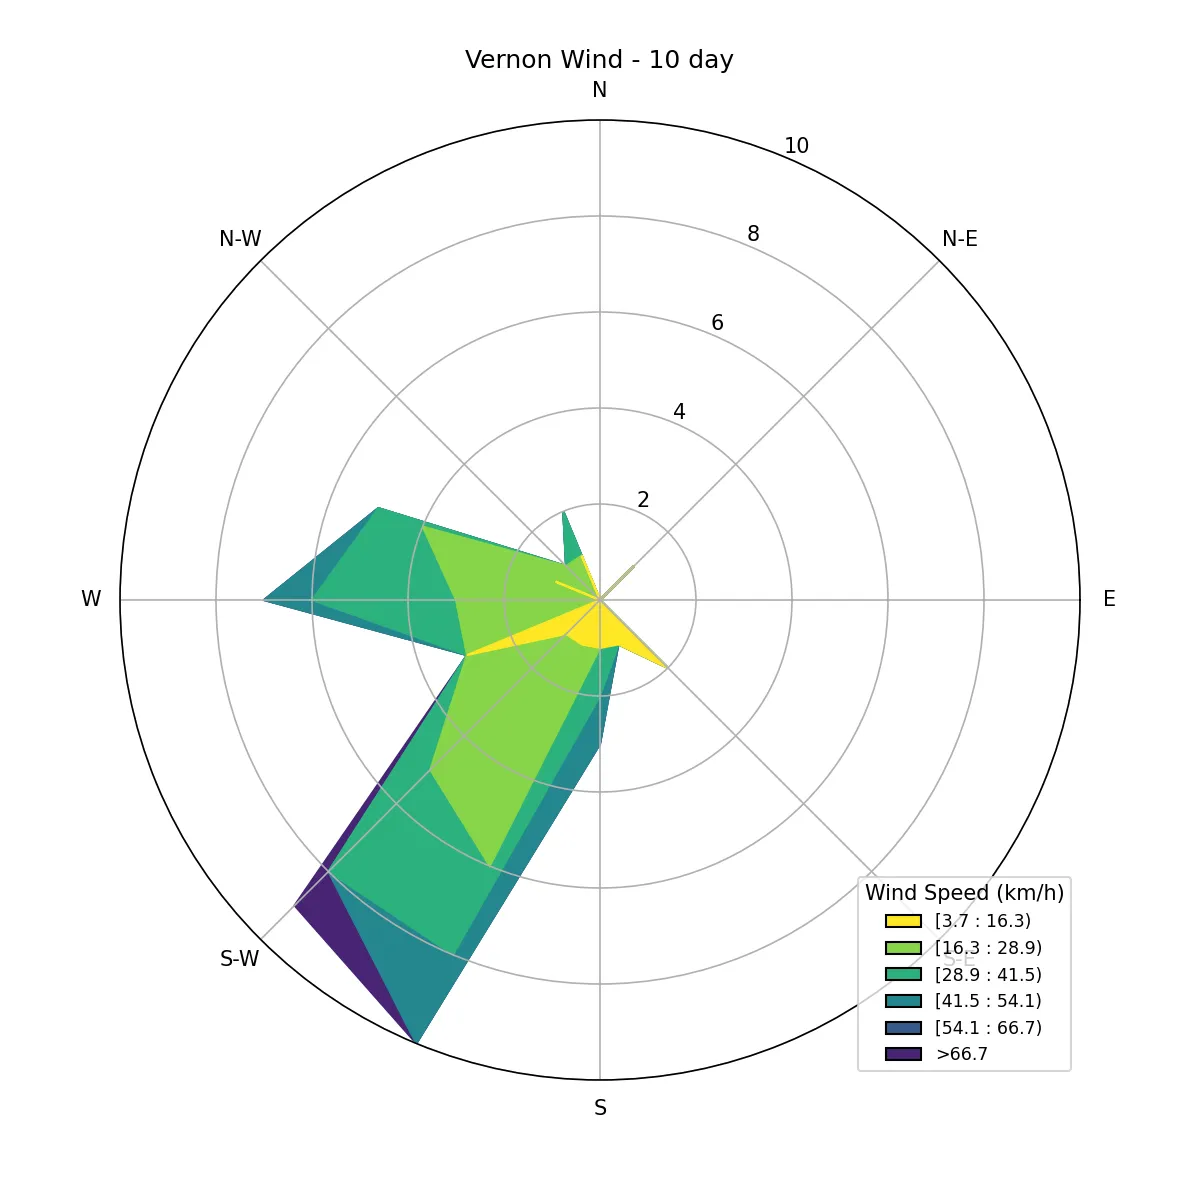 Vernon Wind - 10 day
N
10
N-W
N-E
8
6
4
2
W
E
S-W
S-E
S
Wind Speed (km/h)
[3.7 : 16.3)
[16.3 : 28.9)
[28.9 : 41.5)
[41.5 : 54.1)
[54.1 : 66.7)
>66.7